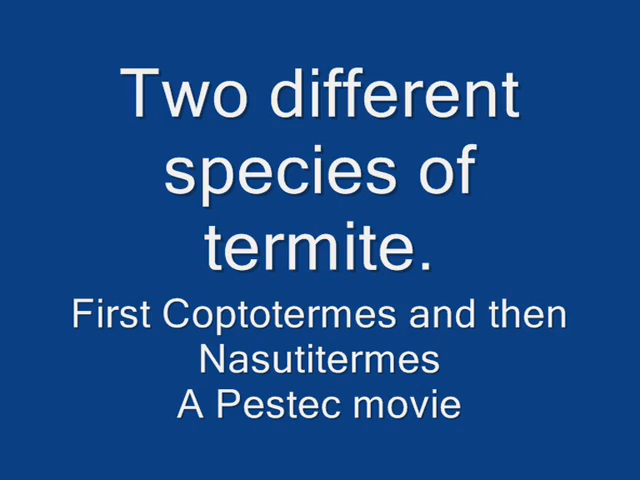 Two different
species of
termite.
First Coptotermes and then
Nasutitermes
A Pestec movie